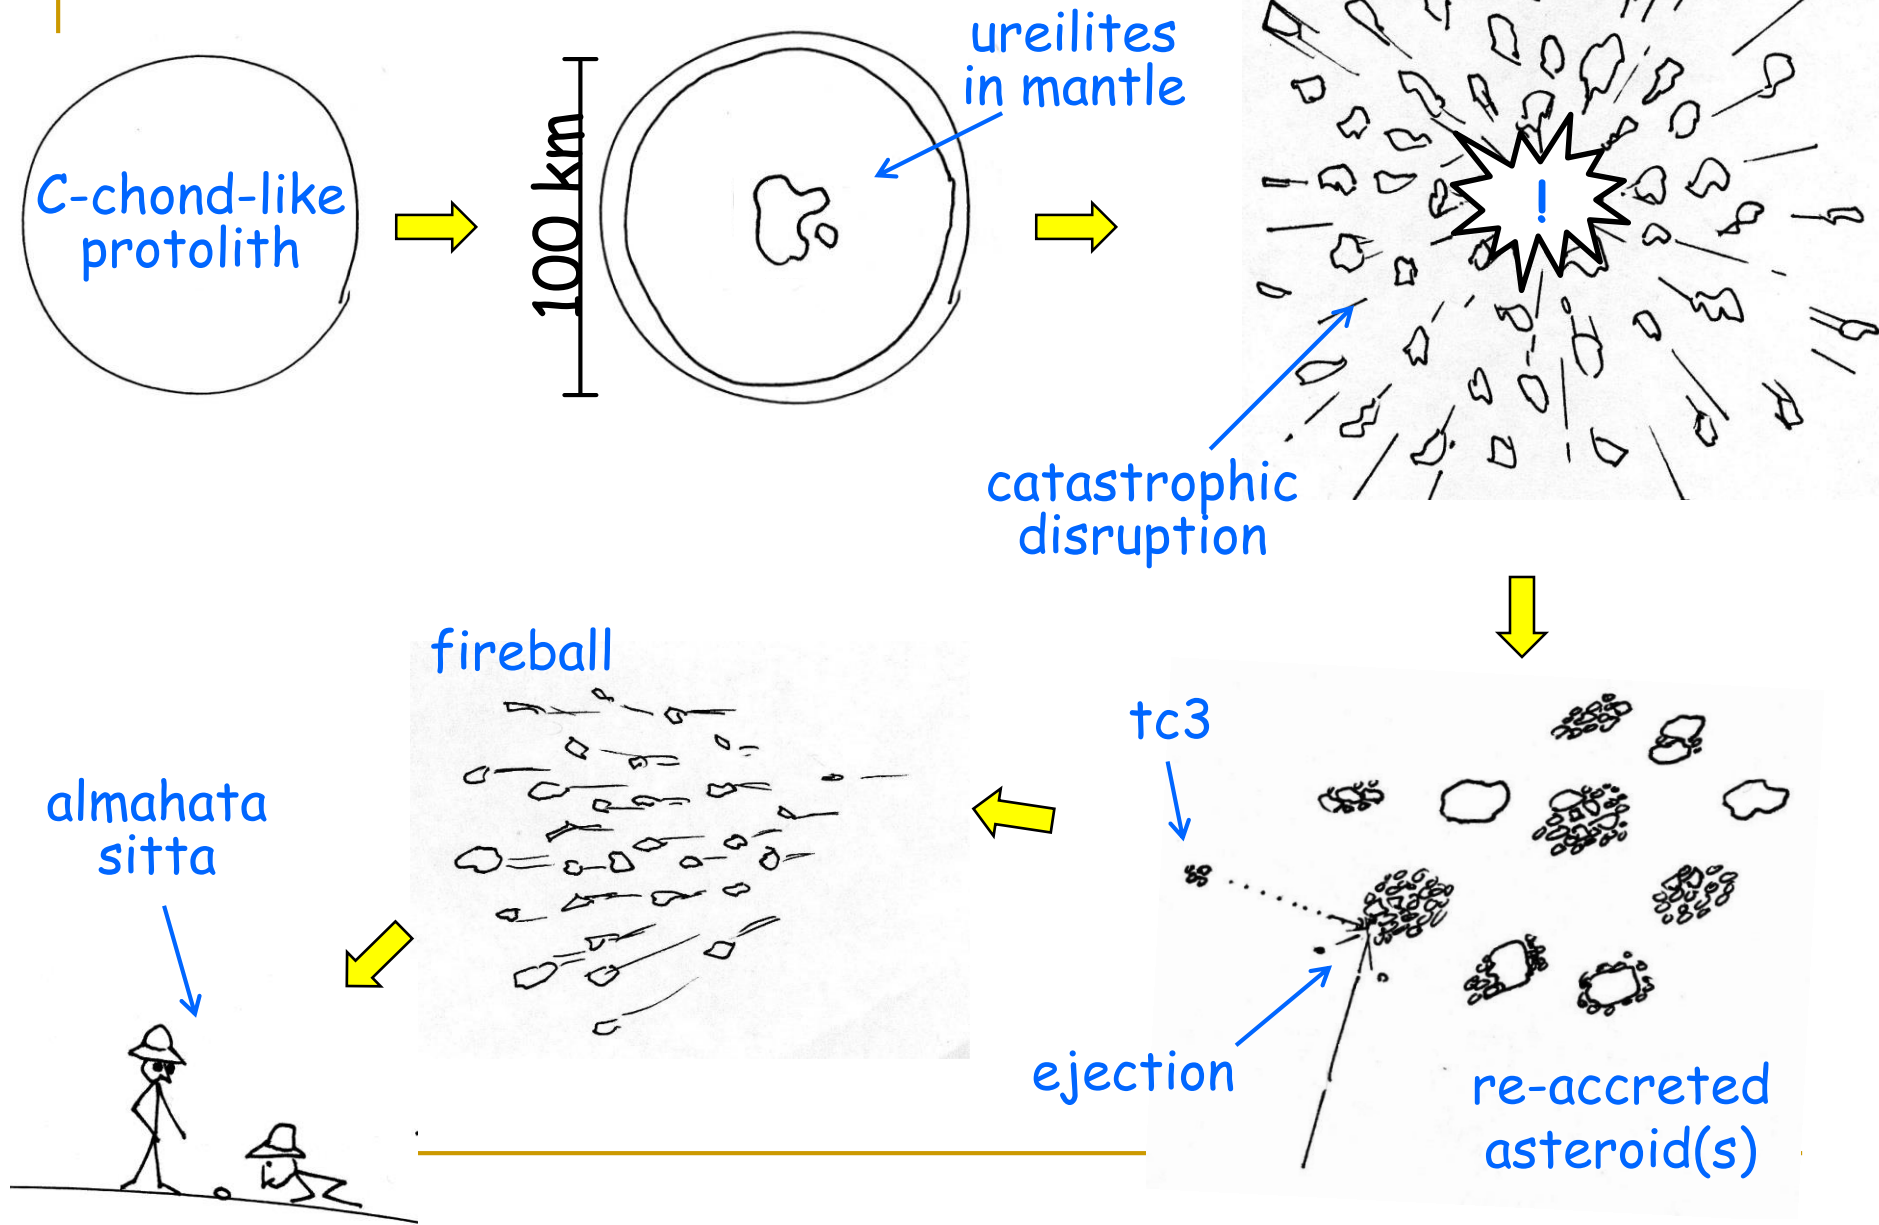 C-chond-like
protolith
100 km
ureilites
in mantle
!
catastrophic
disruption
tc3
ejection
re-accreted
asteroid(s)
fireball
almahata
sitta